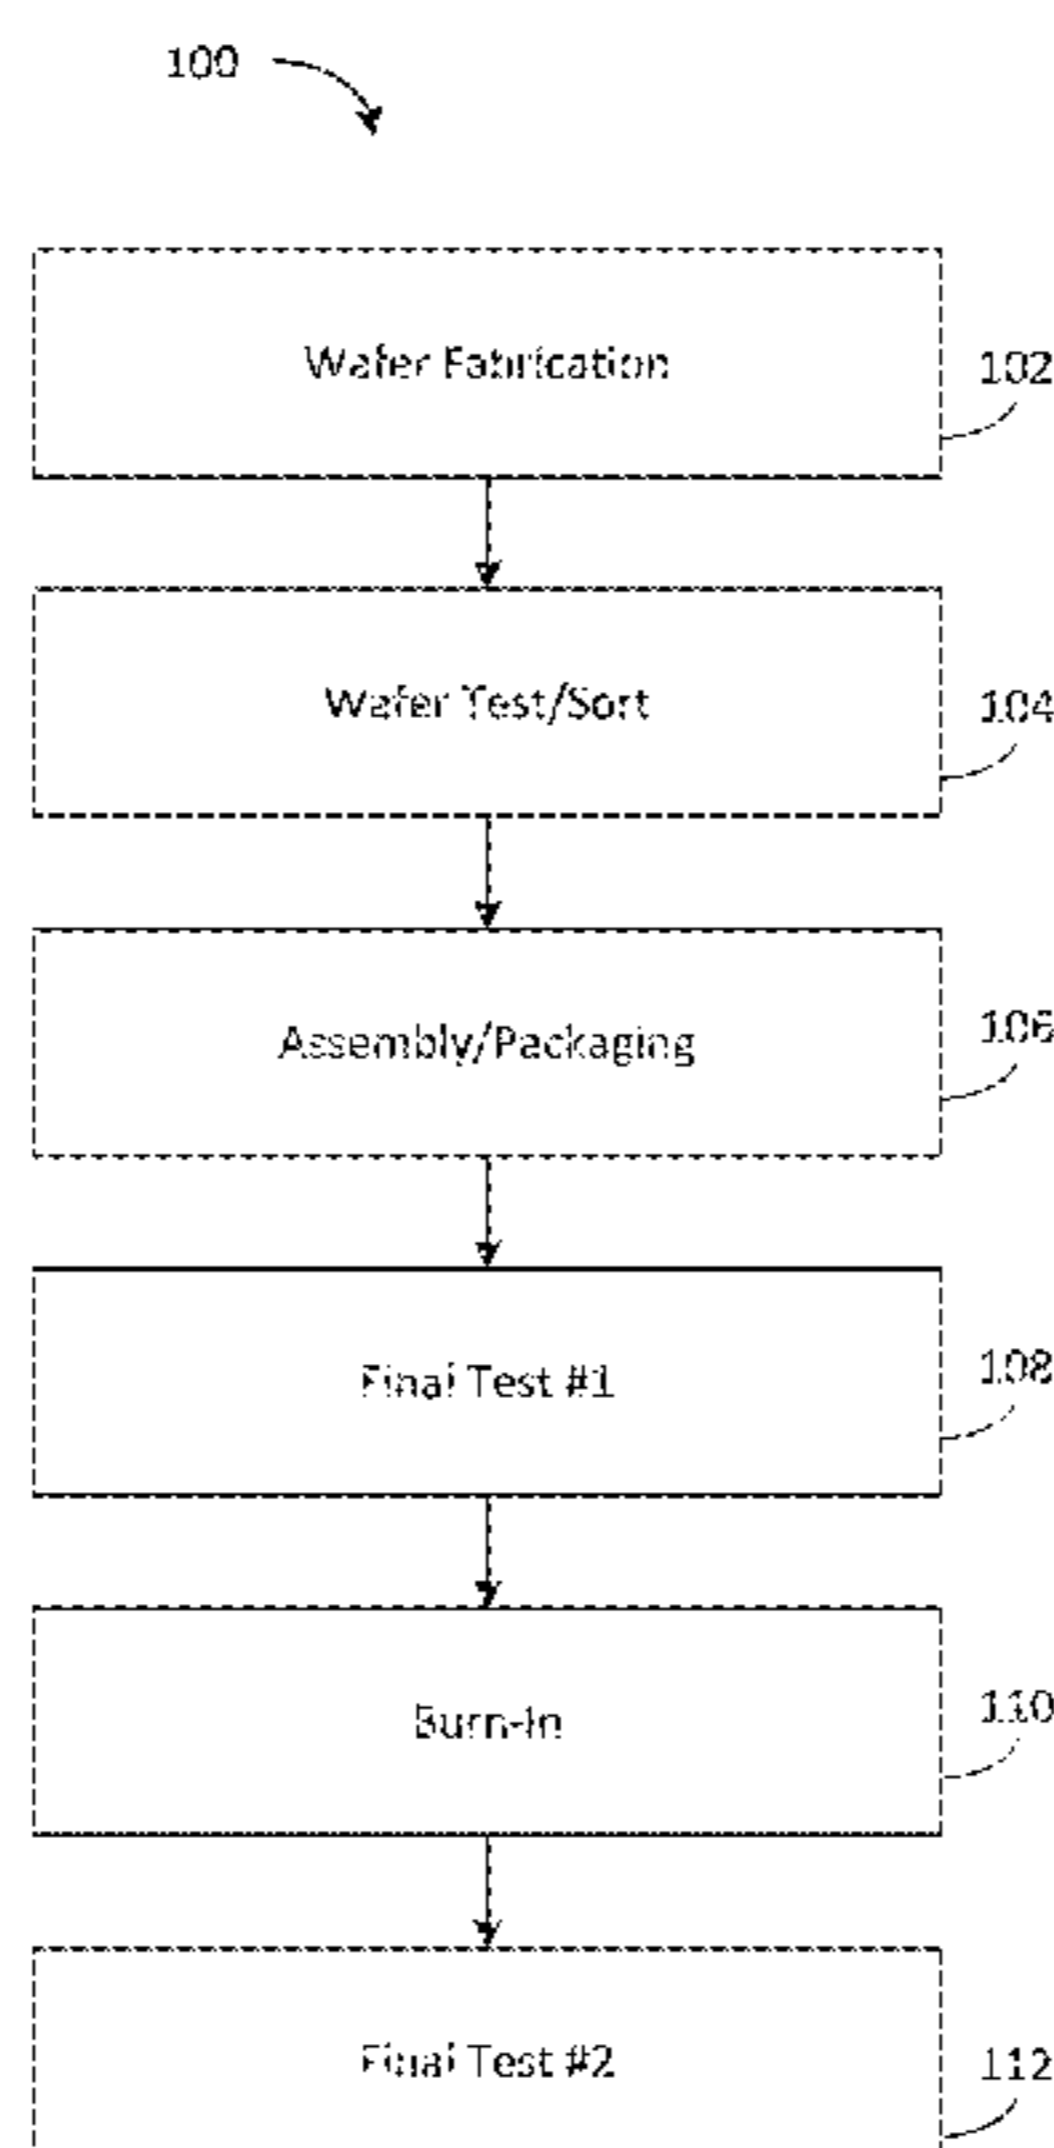 100
Wafer Fabrication
102
Wafer Test/Sort
104
Assembly/Packaging
106
Final Test #1
108
Burn-In
110
Final Test #2
112